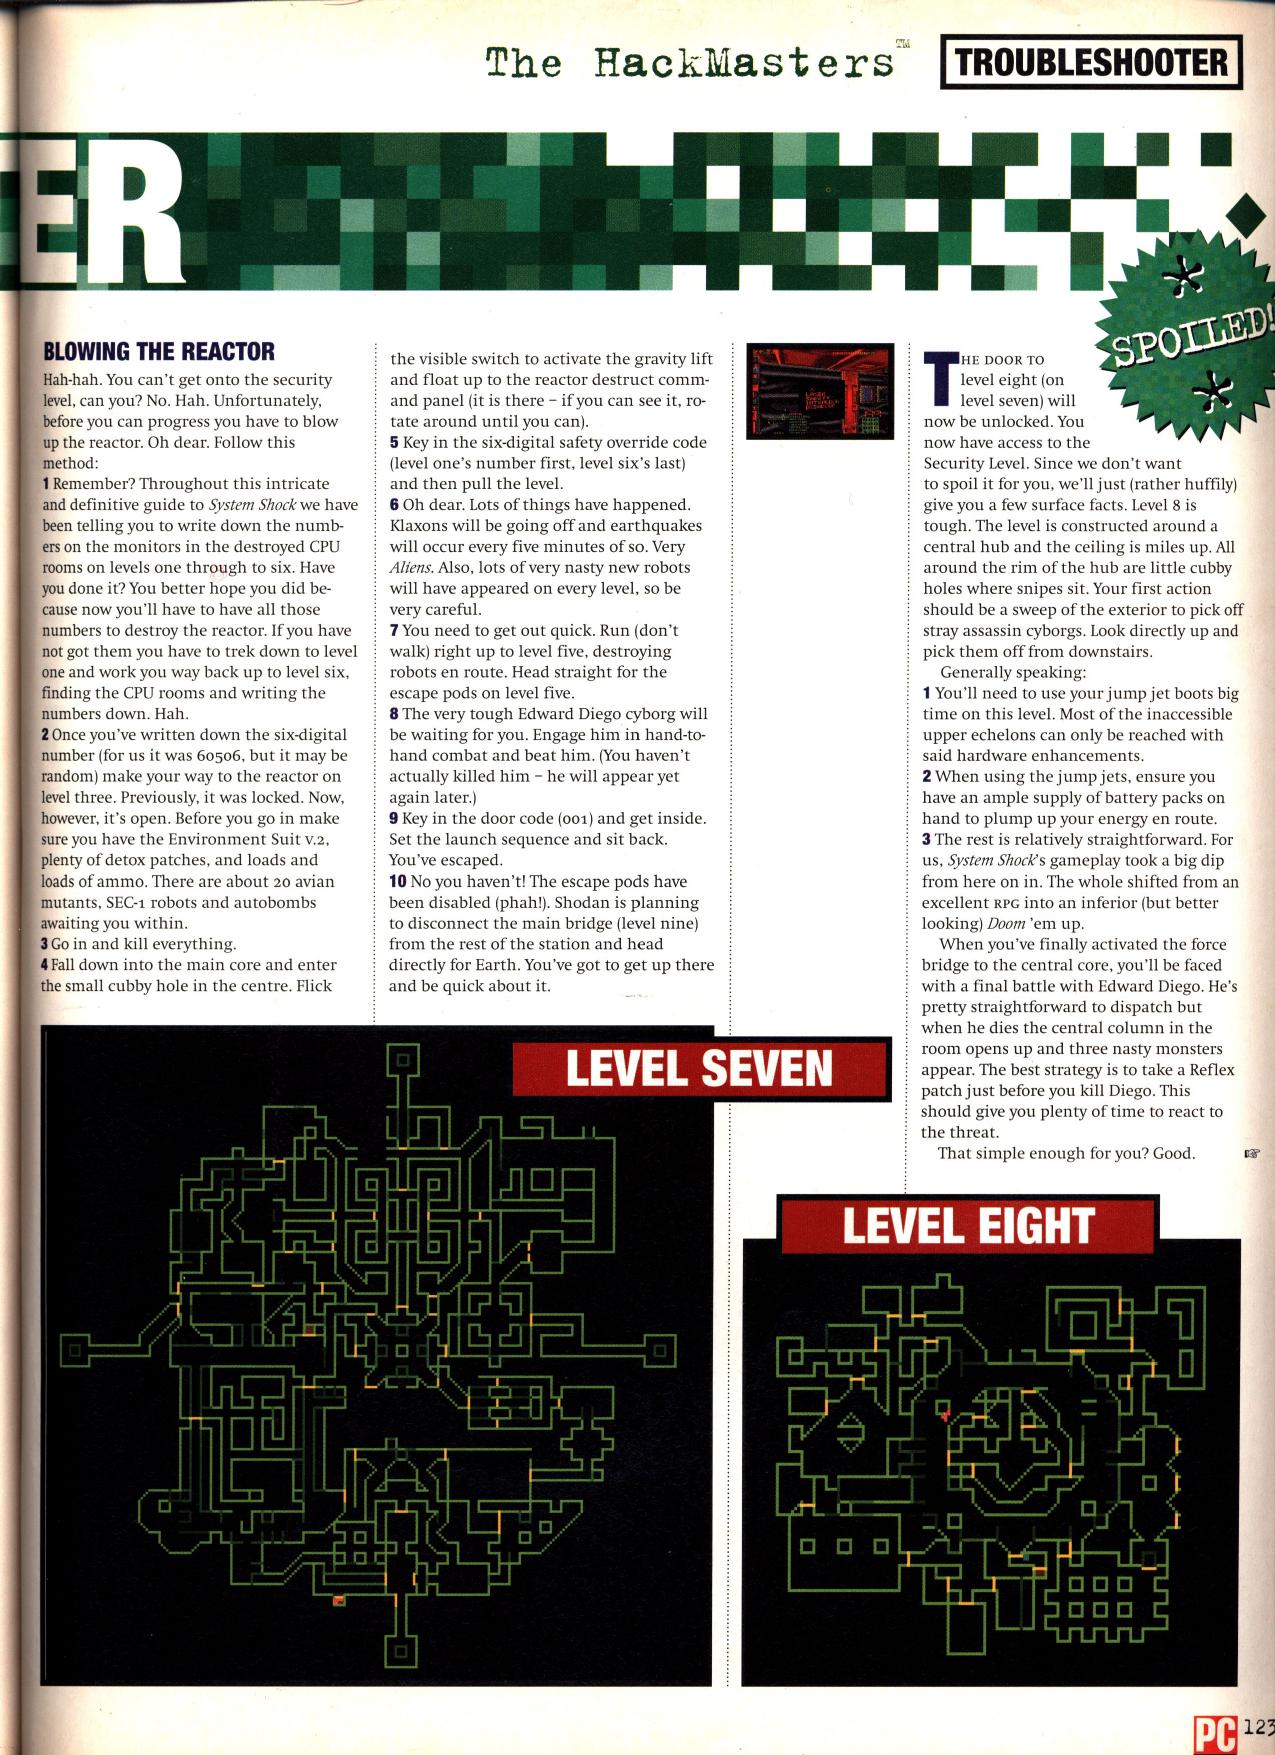 The HackMasters™
TROUBLESHOOTER
ER
SPOILED!
BLOWING THE REACTOR
Hah-hah. You can't get onto the security
level, can you? No. Hah. Unfortunately,
before you can progress you have to blow
up the reactor. Oh dear. Follow this
method:
1 Remember? Throughout this intricate
and definitive guide to System Shock we have
been telling you to write down the numb-
ers on the monitors in the destroyed CPU
rooms on levels one through to six. Have
you done it? You better hope you did be-
cause now you'll have to have all those
numbers to destroy the reactor. If you have
not got them you have to trek down to level
one and work you way back up to level six,
finding the CPU rooms and writing the
numbers down. Hah.
2 Once you've written down the six-digital
number (for us it was 60506, but it may be
random) make your way to the reactor on
level three. Previously, it was locked. Now,
however, it's open. Before you go in make
sure you have the Environment Suit v.2,
plenty of detox patches, and loads and
loads of ammo. There are about 20 avian
mutants, SEC-1 robots and autobombs
awaiting you within.
3 Go in and kill everything.
4 Fall down into the main core and enter
the small cubby hole in the centre. Flick
the visible switch to activate the gravity lift
and float up to the reactor destruct comm-
and panel (it is there – if you can see it, ro-
tate around until you can).
5 Key in the six-digital safety override code
(level one's number first, level six's last)
and then pull the level.
6 Oh dear. Lots of things have happened.
Klaxons will be going off and earthquakes
will occur every five minutes of so. Very
Aliens. Also, lots of very nasty new robots
will have appeared on every level, so be
very careful.
7 You need to get out quick. Run (don't
walk) right up to level five, destroying
robots en route. Head straight for the
escape pods on level five.
8 The very tough Edward Diego cyborg will
be waiting for you. Engage him in hand-to-
hand combat and beat him. (You haven't
actually killed him – he will appear yet
again later.)
9 Key in the door code (001) and get inside.
Set the launch sequence and sit back.
You've escaped.
10 No you haven't! The escape pods have
been disabled (phah!). Shodan is planning
to disconnect the main bridge (level nine)
from the rest of the station and head
directly for Earth. You've got to get up there
and be quick about it.
THE DOOR TO
level eight (on
level seven) will
now be unlocked. You
now have access to the
Security Level. Since we don't want
to spoil it for you, we'll just (rather huffily)
give you a few surface facts. Level 8 is
tough. The level is constructed around a
central hub and the ceiling is miles up. All
around the rim of the hub are little cubby
holes where snipes sit. Your first action
should be a sweep of the exterior to pick off
stray assassin cyborgs. Look directly up and
pick them off from downstairs.
Generally speaking:
1 You'll need to use your jump jet boots big
time on this level. Most of the inaccessible
upper echelons can only be reached with
said hardware enhancements.
2 When using the jump jets, ensure you
have an ample supply of battery packs on
hand to plump up your energy en route.
3 The rest is relatively straightforward. For
us, System Shock's gameplay took a big dip
from here on in. The whole shifted from an
excellent RPG into an inferior (but better
looking) Doom 'em up.
When you've finally activated the force
bridge to the central core, you'll be faced
with a final battle with Edward Diego. He's
pretty straightforward to dispatch but
when he dies the central column in the
room opens up and three nasty monsters
appear. The best strategy is to take a Reflex
patch just before you kill Diego. This
should give you plenty of time to react to
the threat.
That simple enough for you? Good.
LEVEL SEVEN
LEVEL EIGHT
PC 123